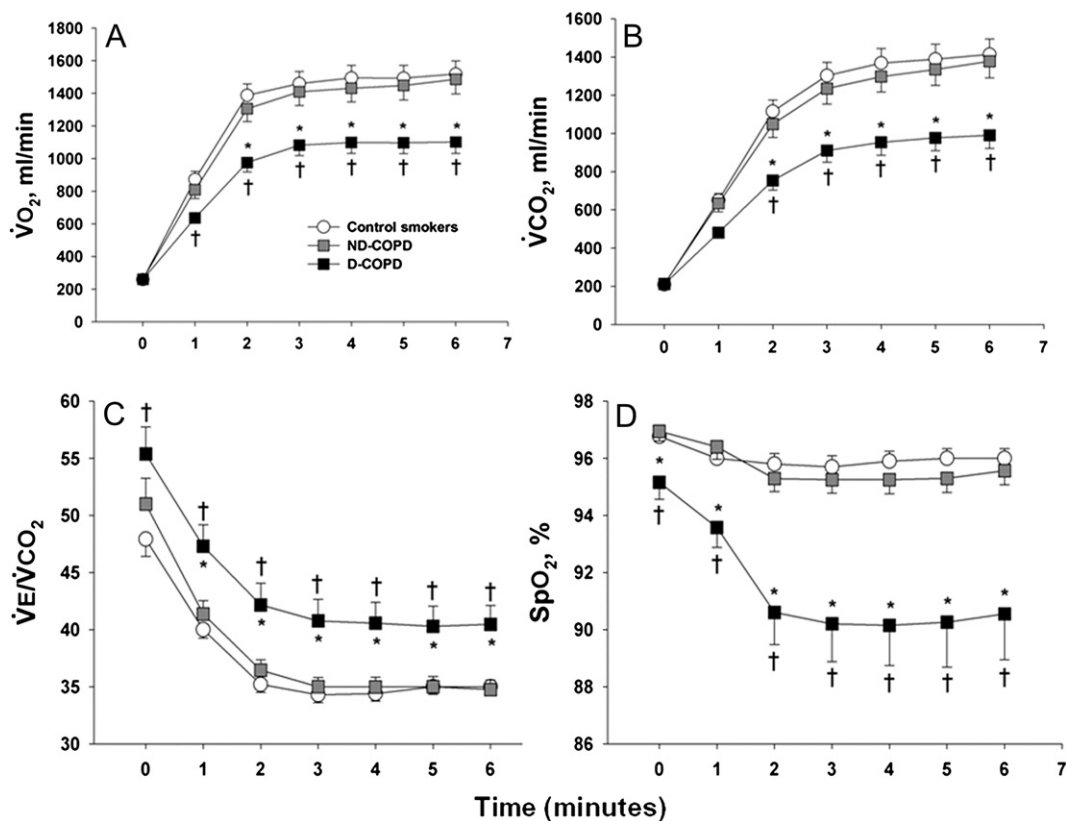 A
V̇O₂, ml/min
1800
1600
1400
1200
1000
800
600
400
200
0
* * * * *
† † † † † †
Control smokers
ND-COPD
D-COPD
0 1 2 3 4 5 6 7
B
V̇CO₂, ml/min
1600
1400
1200
1000
800
600
400
200
0
* * * * *
† † † † †
0 1 2 3 4 5 6 7
C
V̇E/V̇CO₂
60
55
50
45
40
35
30
† † † † † † †
* * * * * *
0 1 2 3 4 5 6
D
SpO₂, %
98
96
94
92
90
88
86
* * * * * * *
† † † † † † †
0 1 2 3 4 5 6 7
Time (minutes)